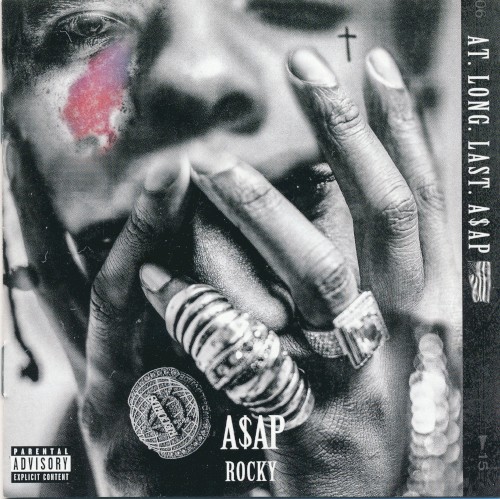 AT. LONG. LAST. A$AP
A$AP
ROCKY
PARENTAL
ADVISORY
EXPLICIT CONTENT